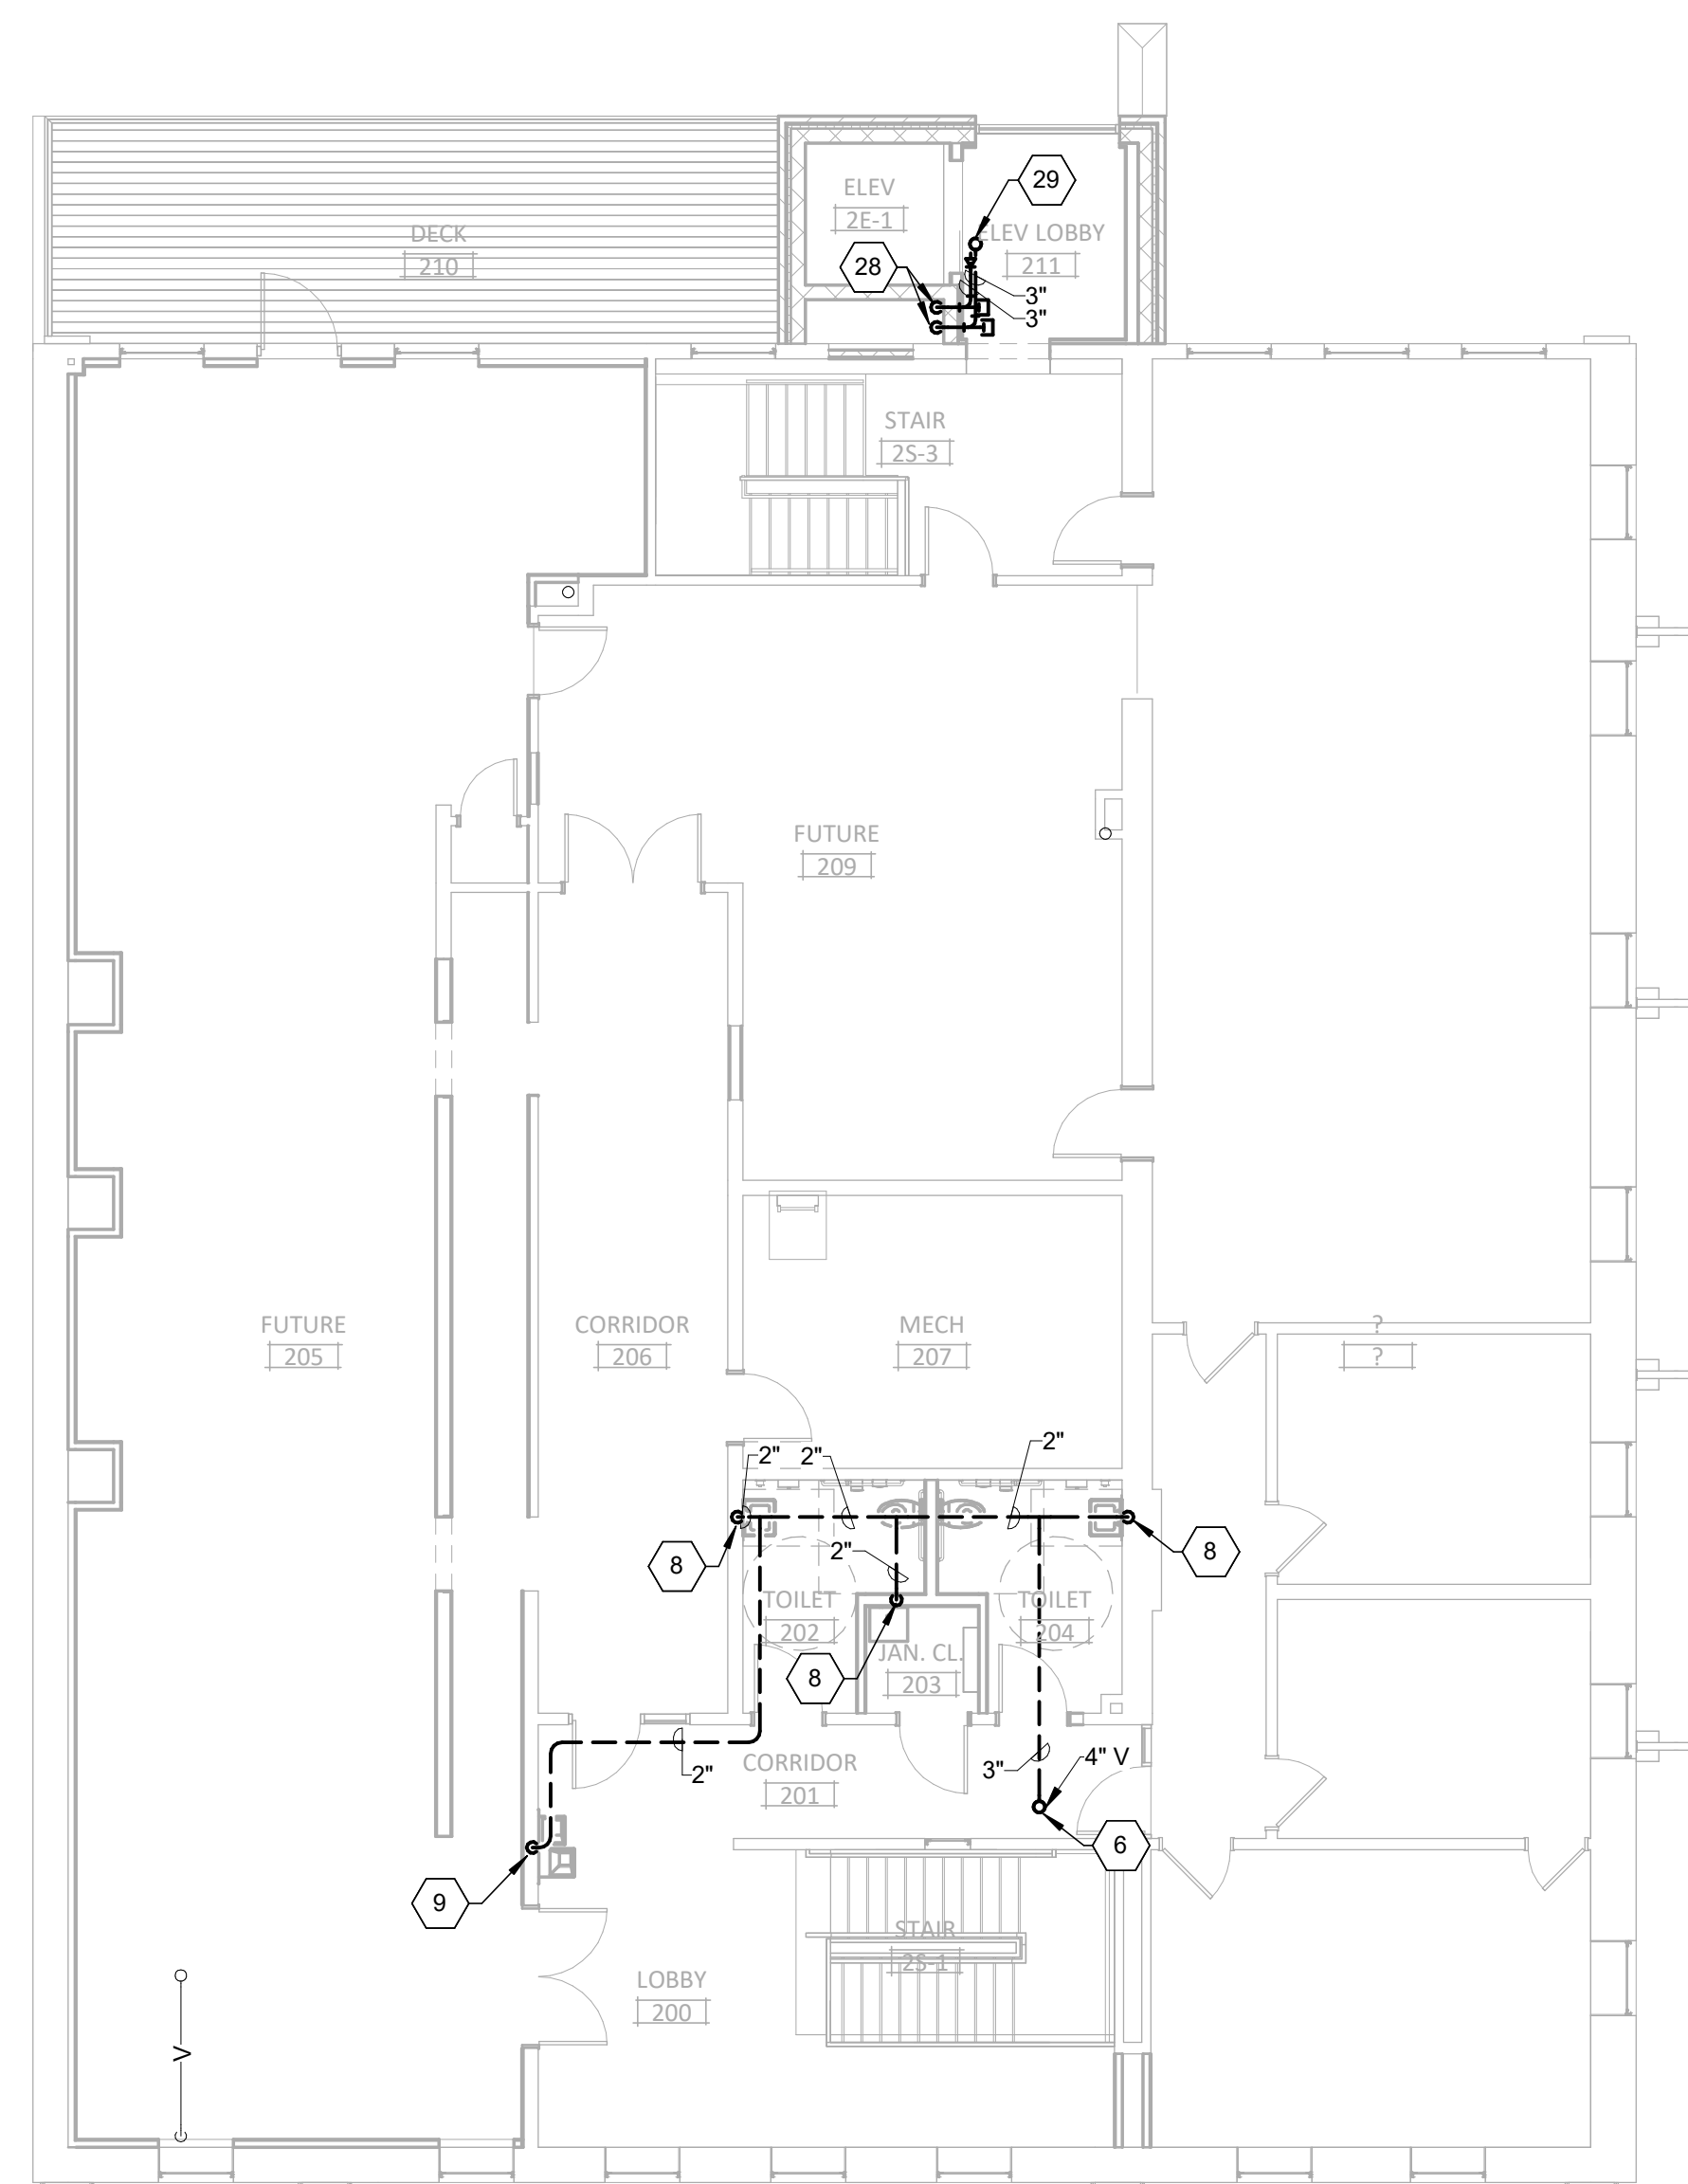 29
ELEV
2E-1
DECK
210
ELEV LOBBY
211
28
3"
3"
STAIR
2S-3
FUTURE
209
FUTURE
205
CORRIDOR
206
MECH
207
?
?
2"
2"
2"
8
2"
8
TOILET
202
TOILET
204
8
JAN. CL.
203
2"
CORRIDOR
201
3"
4" V
6
9
STAIR
2S-1
LOBBY
200
V